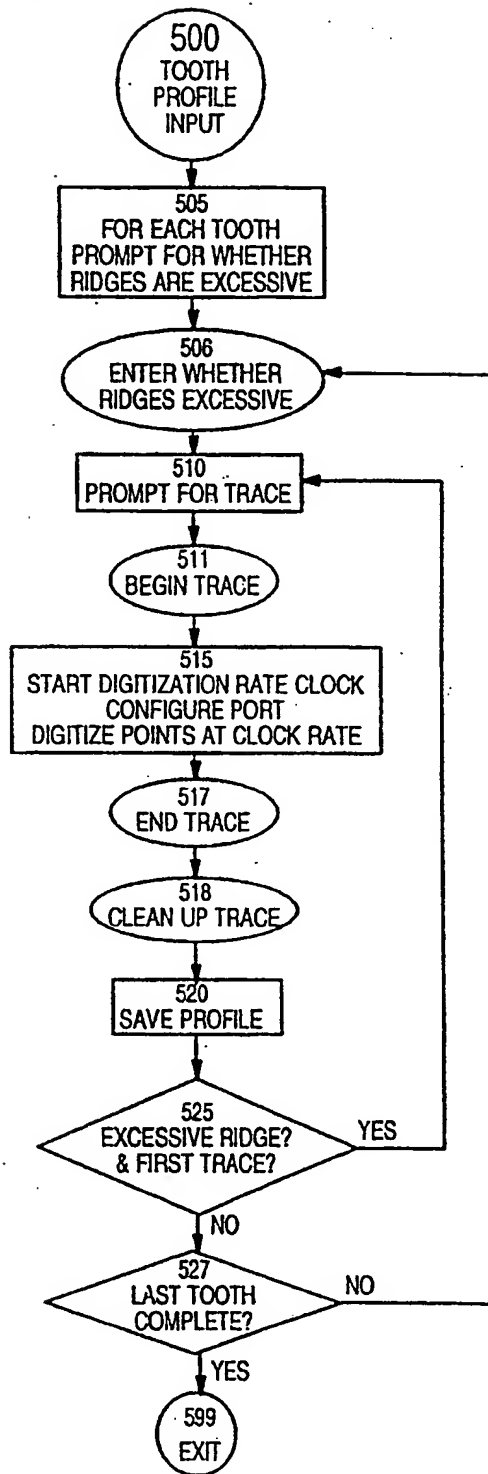 500
TOOTH
PROFILE
INPUT
505
FOR EACH TOOTH
PROMPT FOR WHETHER
RIDGES ARE EXCESSIVE
506
ENTER WHETHER
RIDGES EXCESSIVE
510
PROMPT FOR TRACE
511
BEGIN TRACE
515
START DIGITIZATION RATE CLOCK
CONFIGURE PORT
DIGITIZE POINTS AT CLOCK RATE
517
END TRACE
518
CLEAN UP TRACE
520
SAVE PROFILE
525
EXCESSIVE RIDGE?
& FIRST TRACE?
YES
NO
527
LAST TOOTH
COMPLETE?
NO
YES
599
EXIT